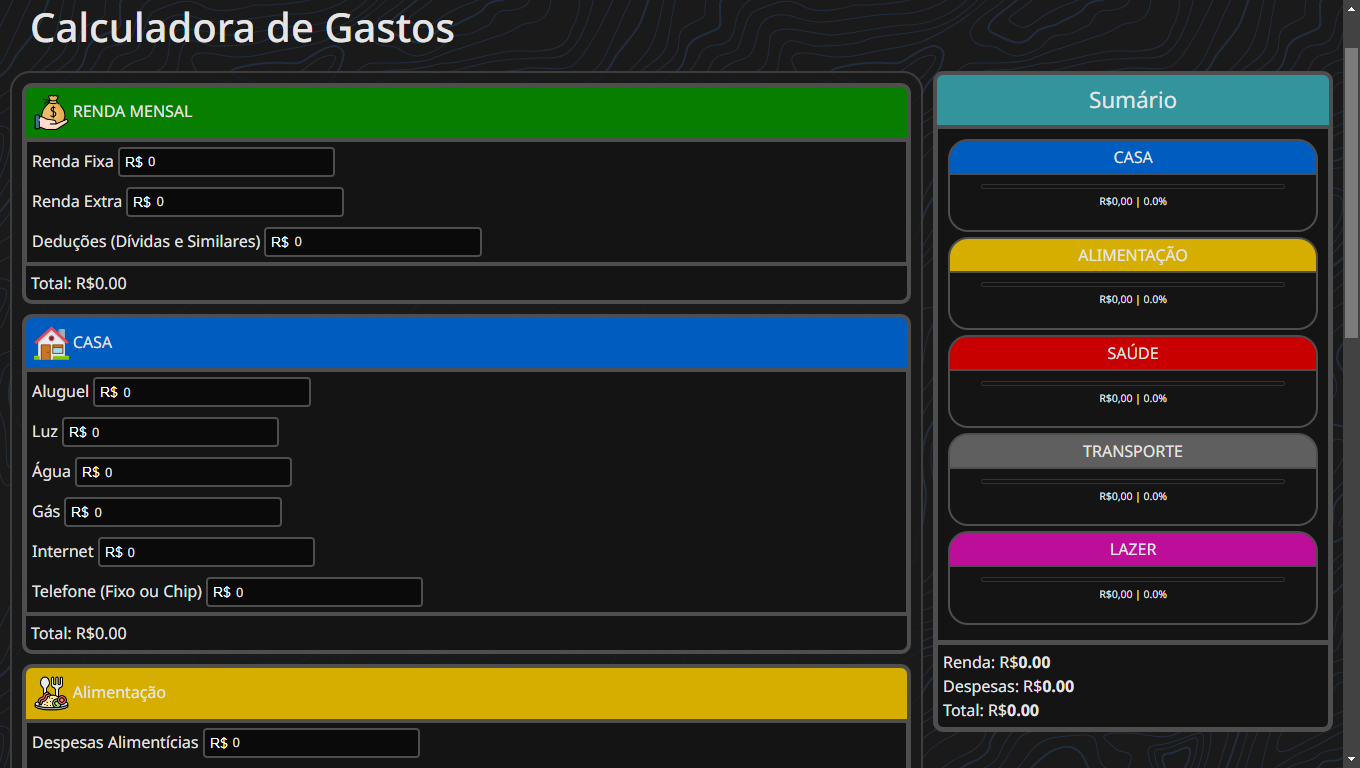 Calculadora de Gastos
RENDA MENSAL
Renda Fixa R$ 0
Renda Extra R$ 0
Deduções (Dívidas e Similares) R$ 0
Total: R$0.00
CASA
Aluguel R$ 0
Luz R$ 0
Água R$ 0
Gás R$ 0
Internet R$ 0
Telefone (Fixo ou Chip) R$ 0
Total: R$0.00
Alimentação
Despesas Alimentícias R$ 0
Sumário
CASA
R$0,00 | 0.0%
ALIMENTAÇÃO
R$0,00 | 0.0%
SAÚDE
R$0,00 | 0.0%
TRANSPORTE
R$0,00 | 0.0%
LAZER
R$0,00 | 0.0%
Renda: R$0.00
Despesas: R$0.00
Total: R$0.00